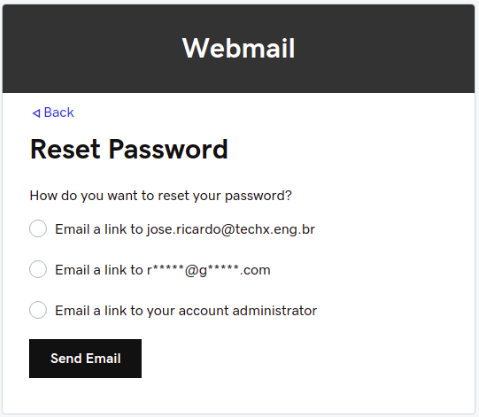 Webmail
Back
Reset Password
How do you want to reset your password?
Email a link to jose.ricardo@techx.eng.br
Email a link to r*****@g*****.com
Email a link to your account administrator
Send Email